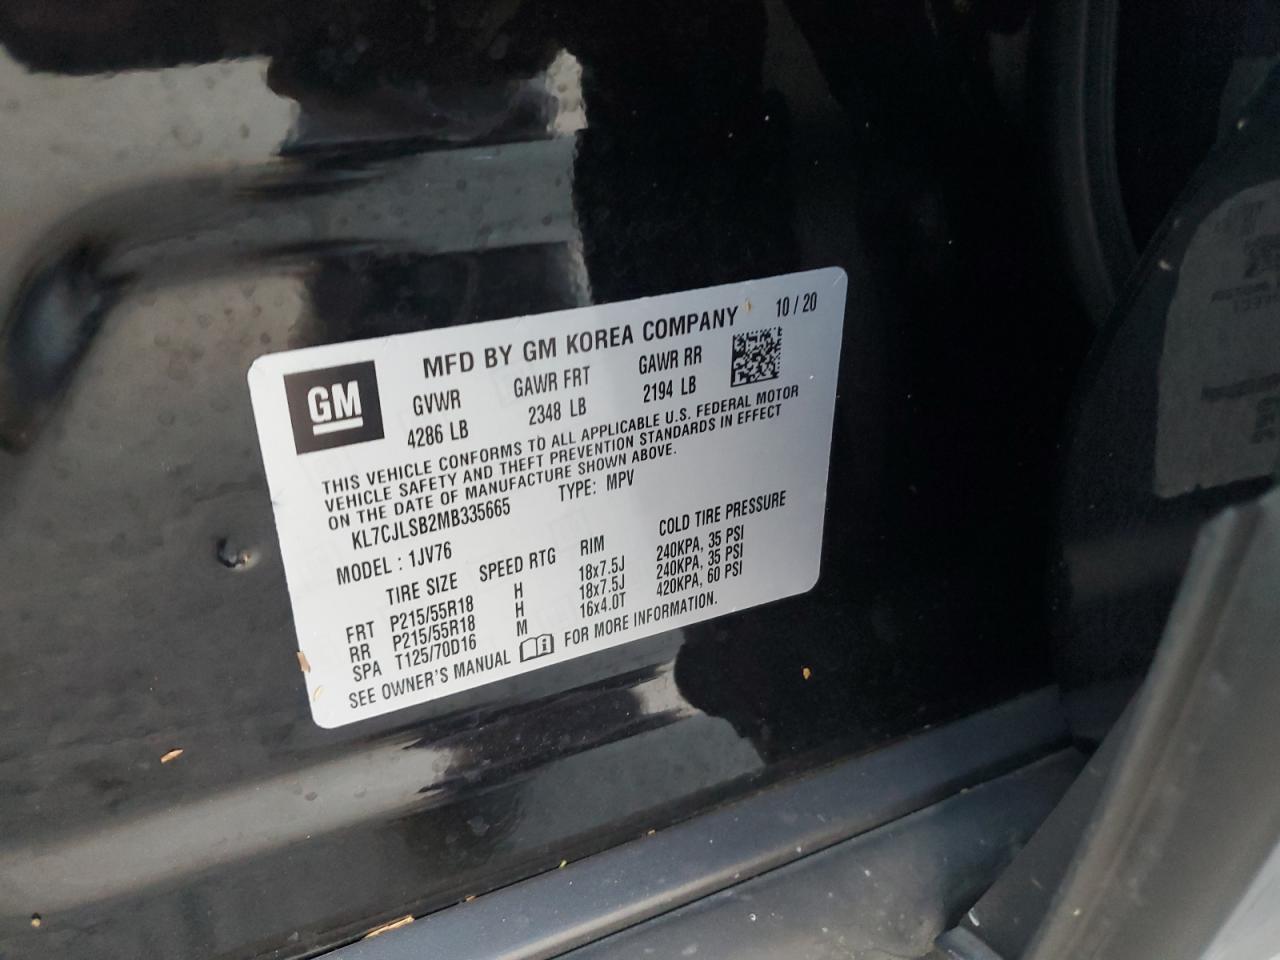 GM
MFD BY GM KOREA COMPANY 10/20
GVWR GAWR FRT GAWR RR
4286 LB 2348 LB 2194 LB
THIS VEHICLE CONFORMS TO ALL APPLICABLE U.S. FEDERAL MOTOR
VEHICLE SAFETY AND THEFT PREVENTION STANDARDS IN EFFECT
ON THE DATE OF MANUFACTURE SHOWN ABOVE.
KL7CJLSB2MB335665 TYPE: MPV
MODEL : 1JV76
TIRE SIZE SPEED RTG RIM COLD TIRE PRESSURE
FRT P215/55R18 H 18x7.5J 240KPA, 35 PSI
RR P215/55R18 H 18x7.5J 240KPA, 35 PSI
SPA T125/70D16 M 16x4.0T 420KPA, 60 PSI
SEE OWNER'S MANUAL FOR MORE INFORMATION.